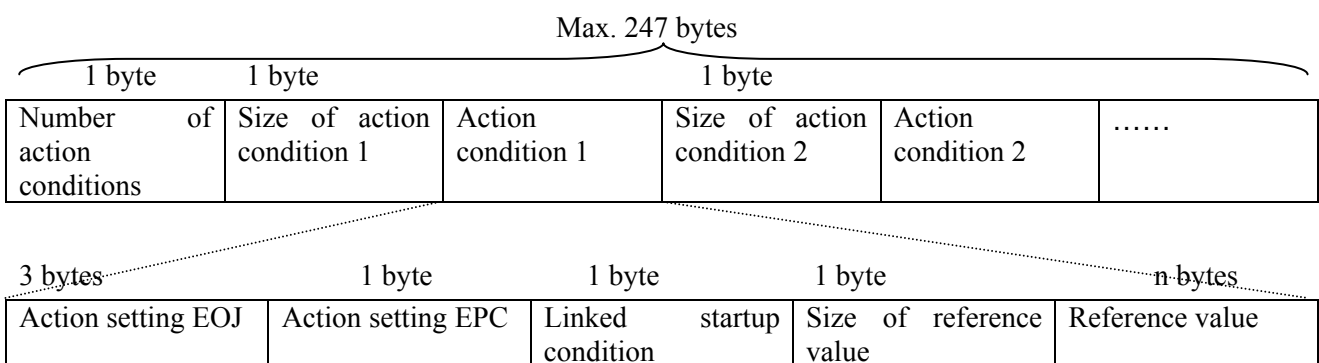 Max. 247 bytes
1 byte 1 byte 1 byte
Number of action conditions
Size of action condition 1
Action condition 1
Size of action condition 2
Action condition 2
......
3 bytes 1 byte 1 byte 1 byte n bytes
Action setting EOJ
Action setting EPC
Linked startup condition
Size of reference value
Reference value